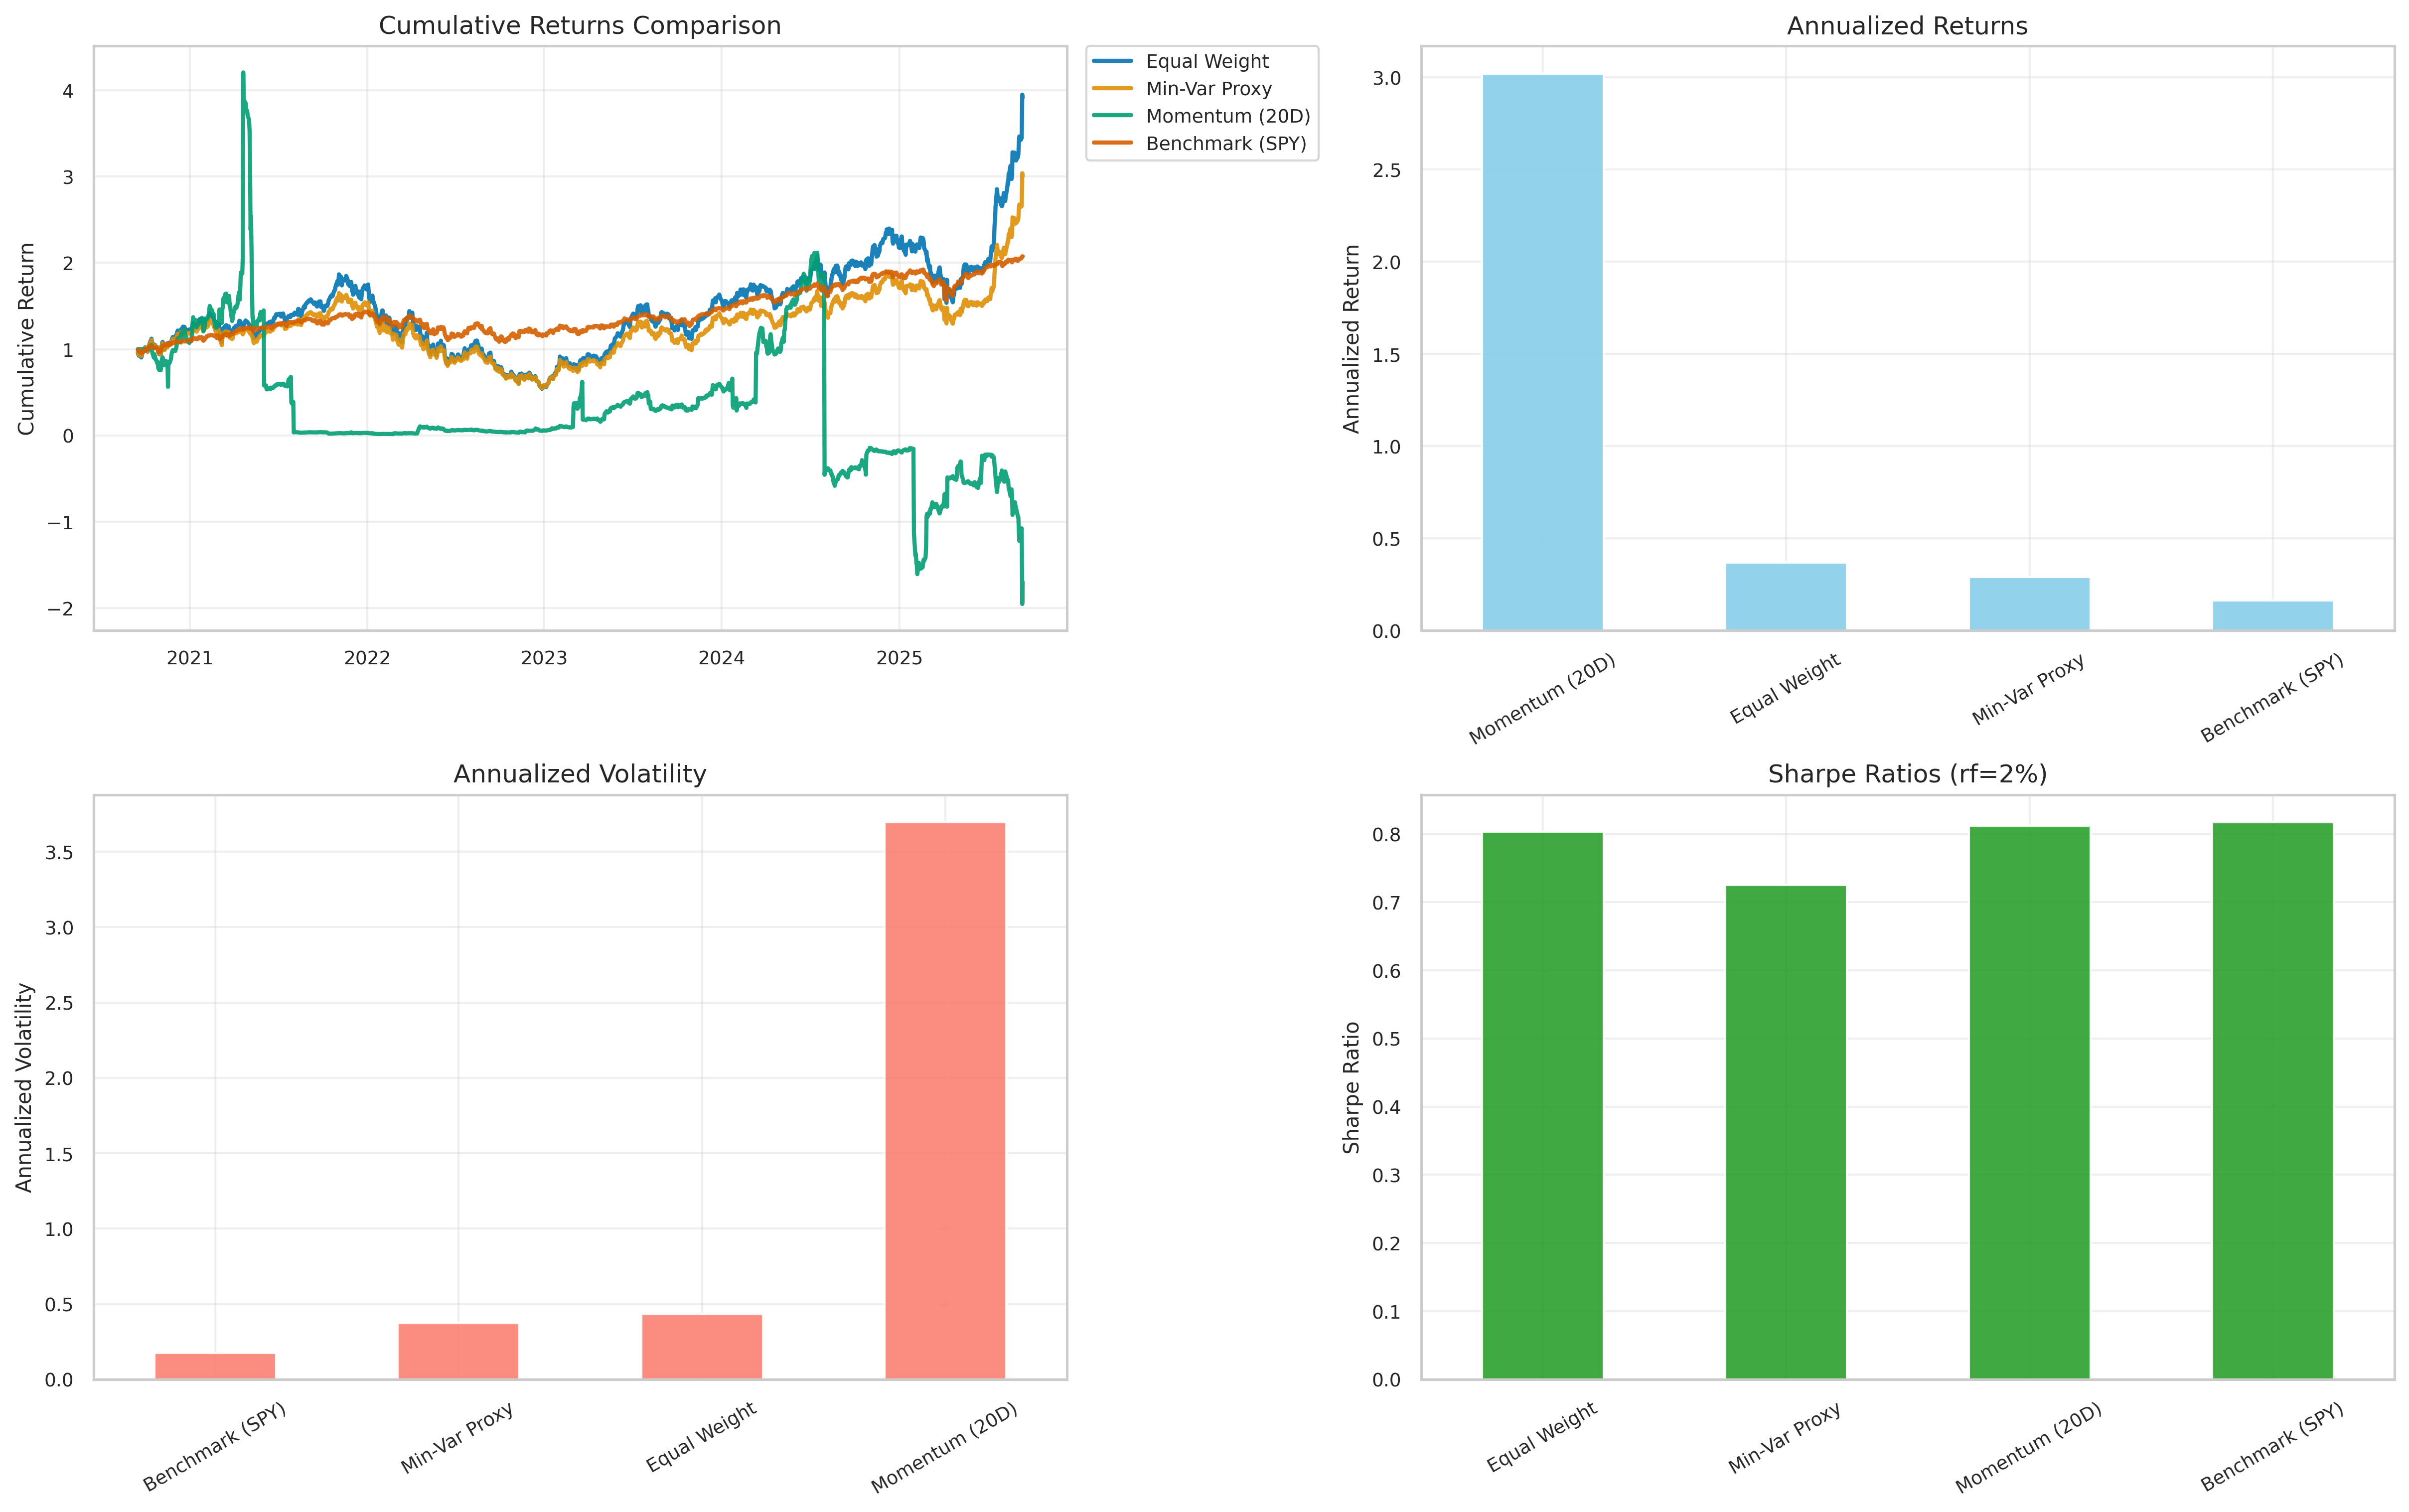 Cumulative Returns Comparison
Cumulative Return
4
3
2
1
0
−1
−2
2021
2022
2023
2024
2025
Equal Weight
Min-Var Proxy
Momentum (20D)
Benchmark (SPY)
Annualized Returns
Annualized Return
3.0
2.5
2.0
1.5
1.0
0.5
0.0
Momentum (20D)
Equal Weight
Min-Var Proxy
Benchmark (SPY)
Annualized Volatility
Annualized Volatility
3.5
3.0
2.5
2.0
1.5
1.0
0.5
0.0
Benchmark (SPY)
Min-Var Proxy
Equal Weight
Momentum (20D)
Sharpe Ratios (rf=2%)
Sharpe Ratio
0.8
0.7
0.6
0.5
0.4
0.3
0.2
0.1
0.0
Equal Weight
Min-Var Proxy
Momentum (20D)
Benchmark (SPY)